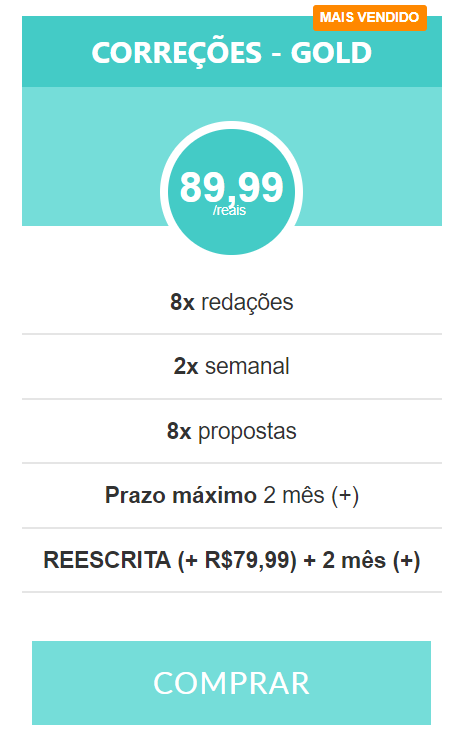 MAIS VENDIDO
CORREÇÕES - GOLD
89,99
/reais
8x redações
2x semanal
8x propostas
Prazo máximo 2 mês (+)
REESCRITA (+ R$79,99) + 2 mês (+)
COMPRAR